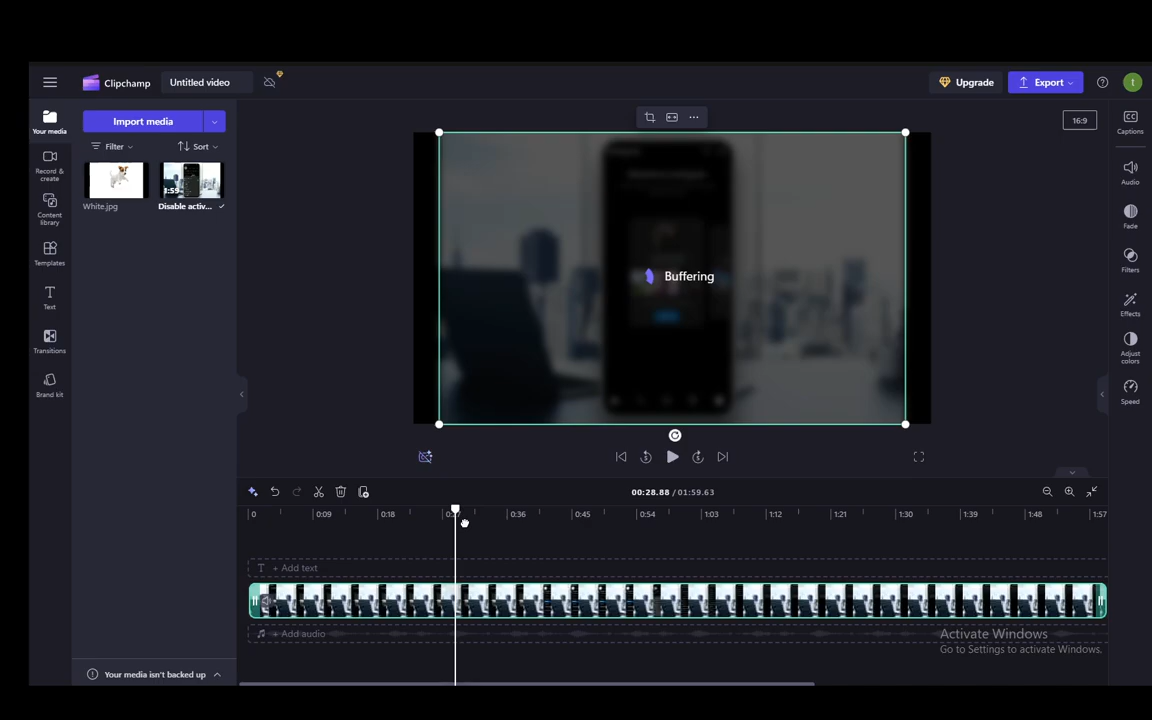 Clipchamp
Untitled video
Upgrade
Export
t
Your media
Import media
Filter
Sort
16:9
Captions
Record &
create
1:59
White.jpg
Disable activ...
Audio
Content
library
Fade
Templates
Filters
Buffering
Text
Effects
Transitions
Adjust
colors
Brand kit
Speed
5
5
00:28.88 / 01:59.63
0
0:09
0:18
0:36
0:45
0:54
1:03
1:12
1:21
1:30
1:39
1:48
1:57
T + Add text
+ Add audio
Activate Windows
Go to Settings to activate Windows.
Your media isn't backed up